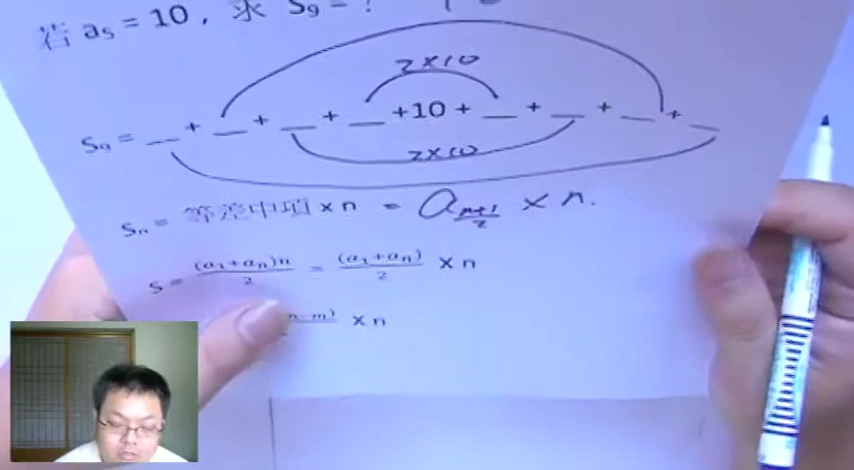 若 a₅ = 10 , 求 S₉ = ?
2×10
S₉ = __ + __ + __ + __ +10 + __ + __ + __ + __
2×10
Sₙ = 等差中項 × n = a_(n+1)/2 × n.
S = (a₁+aₙ)n/2 = (a₁+aₙ)/2 × n
× n